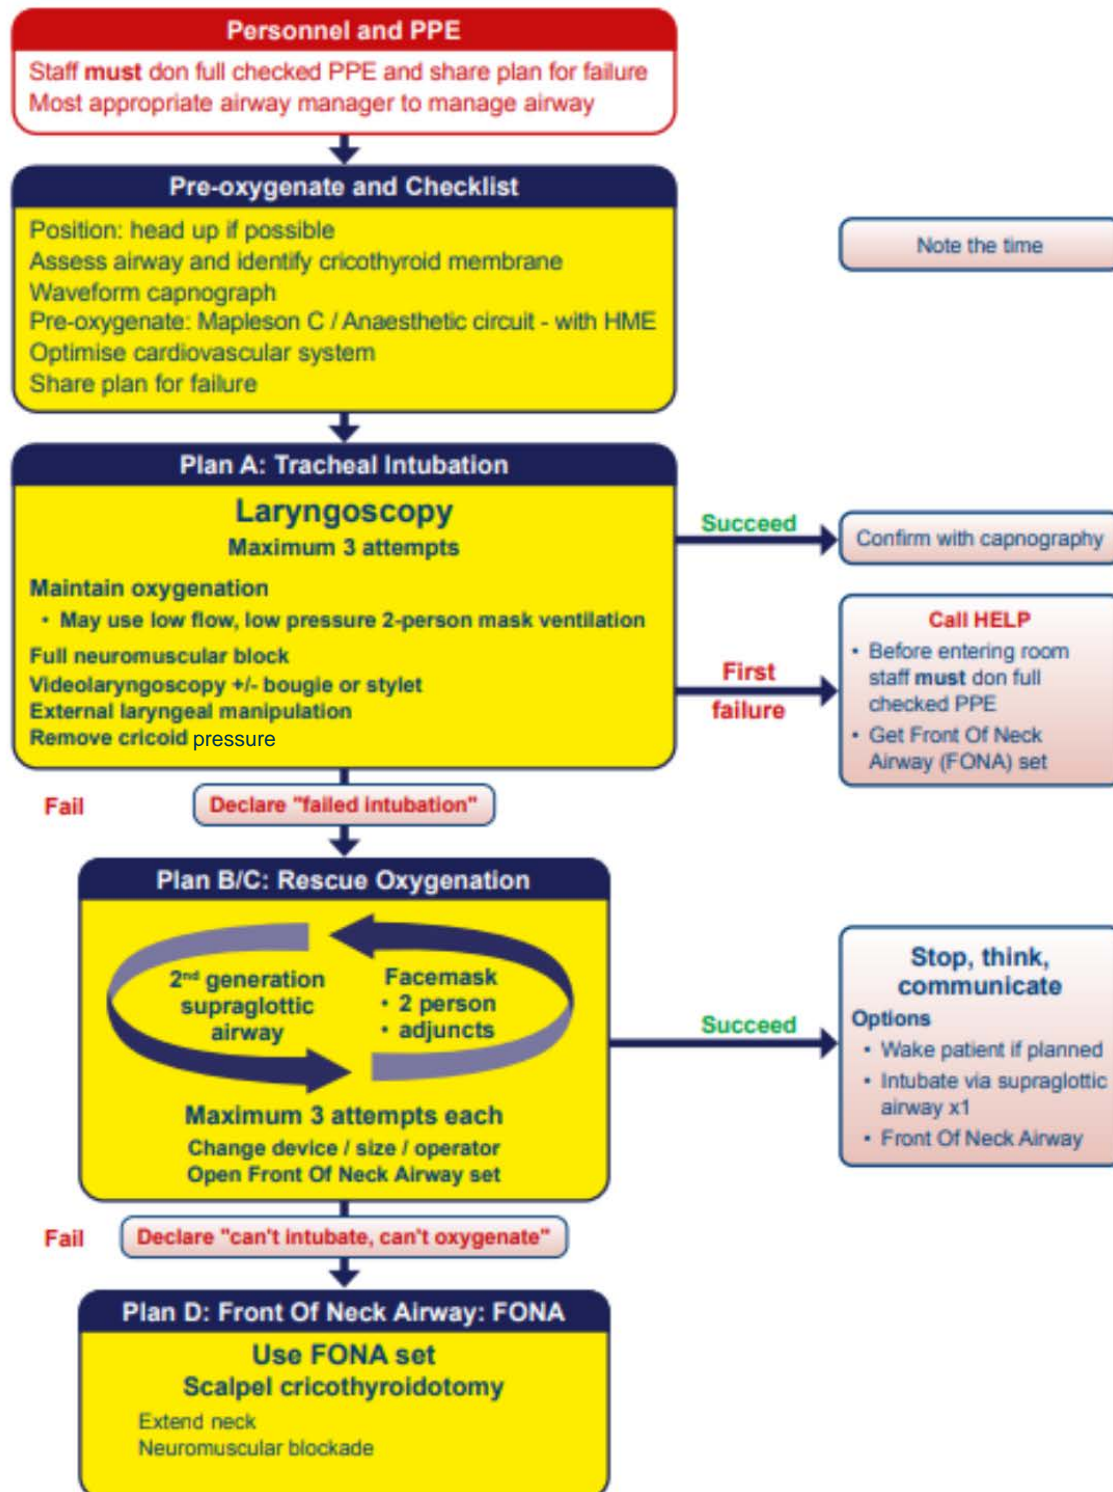 Personnel and PPE
Staff must don full checked PPE and share plan for failure
Most appropriate airway manager to manage airway
Pre-oxygenate and Checklist
Position: head up if possible
Assess airway and identify cricothyroid membrane
Waveform capnograph
Pre-oxygenate: Mapleson C / Anaesthetic circuit - with HME
Optimise cardiovascular system
Share plan for failure
Note the time
Plan A: Tracheal Intubation
Laryngoscopy
Maximum 3 attempts
Maintain oxygenation
• May use low flow, low pressure 2-person mask ventilation
Full neuromuscular block
Videolaryngoscopy +/- bougie or stylet
External laryngeal manipulation
Remove cricoid pressure
Succeed
Confirm with capnography
First
failure
Call HELP
• Before entering room
staff must don full
checked PPE
• Get Front Of Neck
Airway (FONA) set
Fail
Declare "failed intubation"
Plan B/C: Rescue Oxygenation
2nd generation
supraglottic
airway
Facemask
• 2 person
• adjuncts
Maximum 3 attempts each
Change device / size / operator
Open Front Of Neck Airway set
Succeed
Stop, think,
communicate
Options
• Wake patient if planned
• Intubate via supraglottic
airway x1
• Front Of Neck Airway
Fail
Declare "can't intubate, can't oxygenate"
Plan D: Front Of Neck Airway: FONA
Use FONA set
Scalpel cricothyroidotomy
Extend neck
Neuromuscular blockade